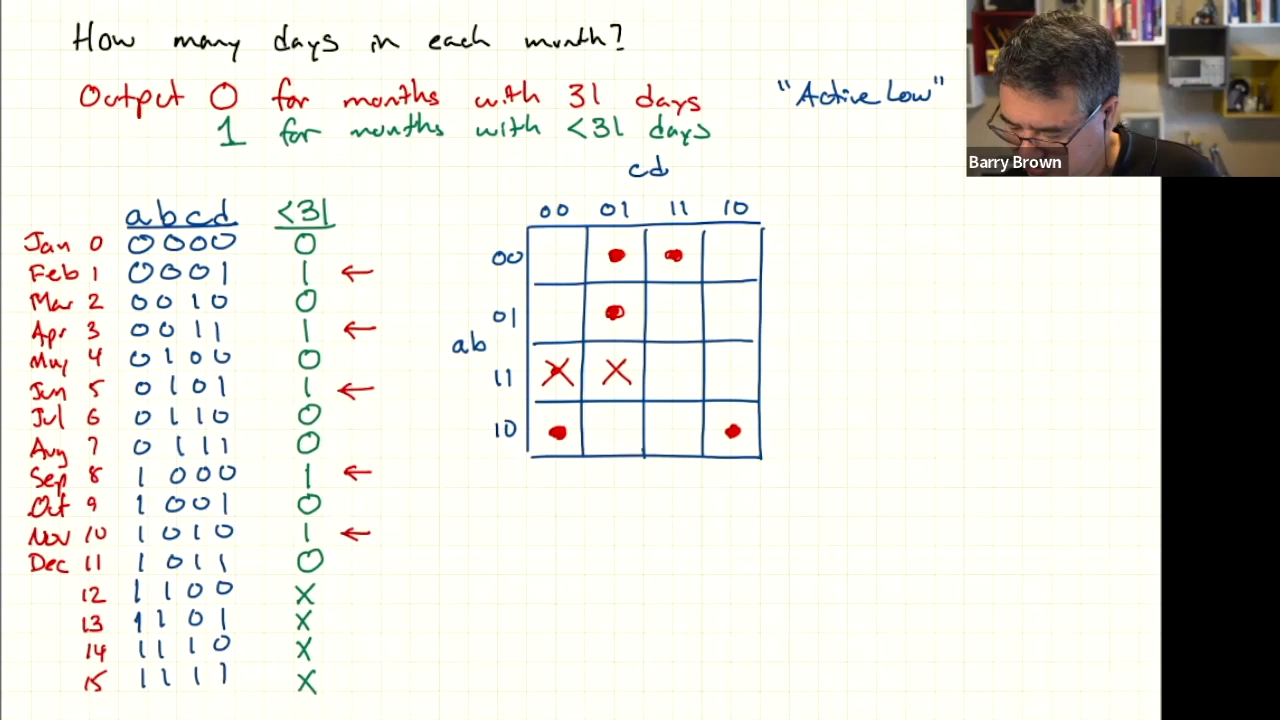 How many days in each month?
Output 0 for months with 31 days
"Active Low"
1 for months with <31 days
Barry Brown
abcd <31
Jan 0 0000 0
Feb 1 0001 1 ←
Mar 2 0010 0
Apr 3 0011 1 ←
May 4 0100 0
Jun 5 0101 1 ←
Jul 6 0110 0
Aug 7 0111 0
Sep 8 1000 1 ←
Oct 9 1001 0
Nov 10 1010 1 ←
Dec 11 1011 0
12 1100 X
13 1101 X
14 1110 X
15 1111 X
cd
00 01 11 10
00
01
ab
11 X X
10